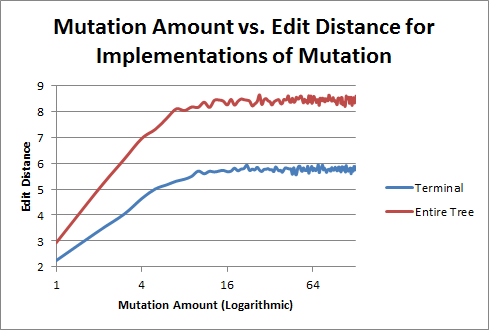 Mutation Amount vs. Edit Distance for
Implementations of Mutation
9
8
7
6
5
4
3
2
Edit Distance
1 4 16 64
Mutation Amount (Logarithmic)
Terminal
Entire Tree